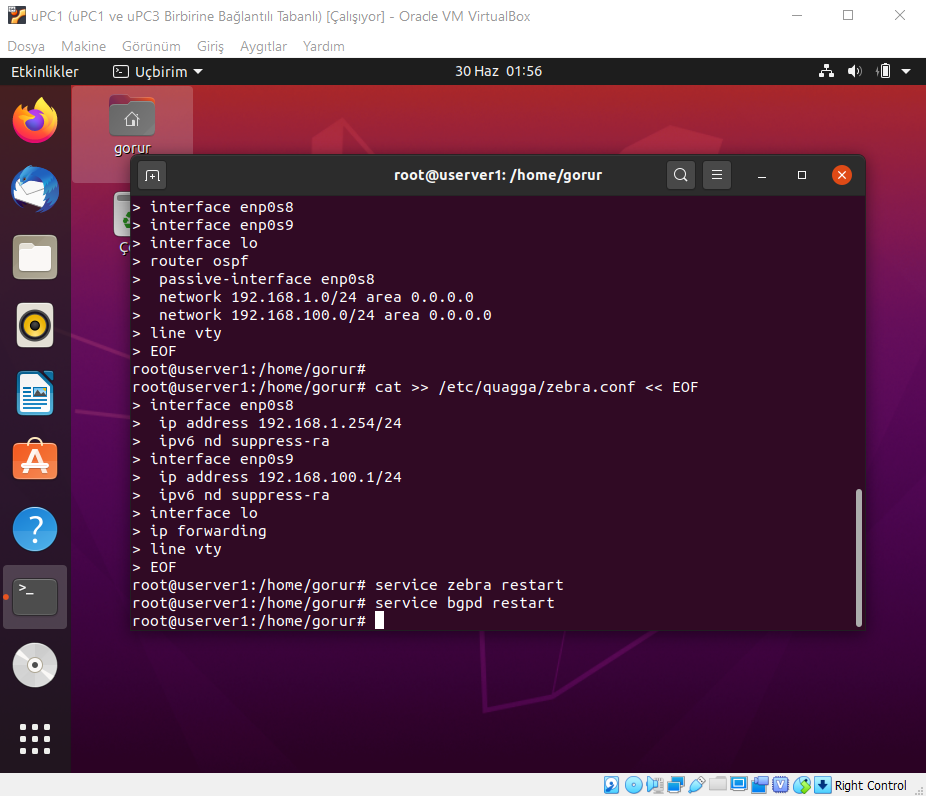 uPC1 (uPC1 ve uPC3 Birbirine Bağlantılı Tabanlı) [Çalışıyor] - Oracle VM VirtualBox
Dosya Makine Görünüm Giriş Aygıtlar Yardım
Etkinlikler Uçbirim 30 Haz 01:56
gorur
root@userver1: /home/gorur
> interface enp0s8
> interface enp0s9
> interface lo
> router ospf
>  passive-interface enp0s8
>  network 192.168.1.0/24 area 0.0.0.0
>  network 192.168.100.0/24 area 0.0.0.0
> line vty
> EOF
root@userver1:/home/gorur#
root@userver1:/home/gorur# cat >> /etc/quagga/zebra.conf << EOF
> interface enp0s8
>  ip address 192.168.1.254/24
>  ipv6 nd suppress-ra
> interface enp0s9
>  ip address 192.168.100.1/24
>  ipv6 nd suppress-ra
> interface lo
> ip forwarding
> line vty
> EOF
root@userver1:/home/gorur# service zebra restart
root@userver1:/home/gorur# service bgpd restart
root@userver1:/home/gorur#
Right Control